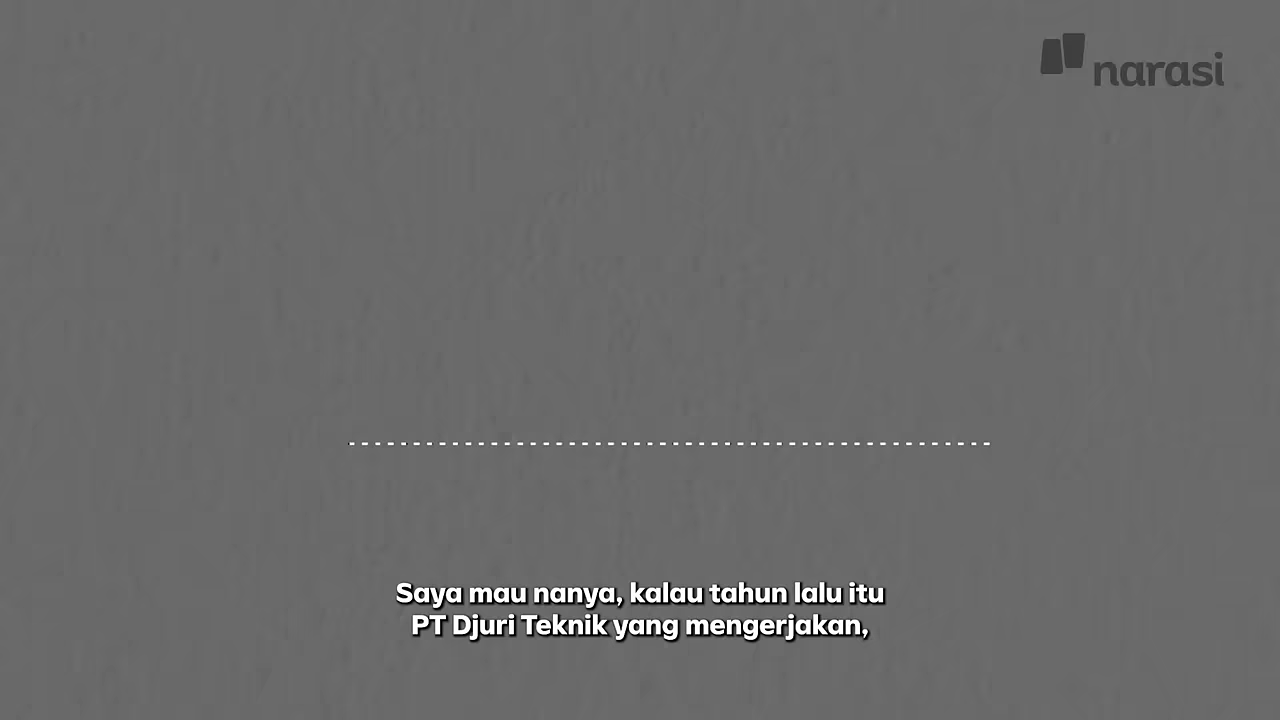 narasi
Saya mau nanya, kalau tahun lalu itu
PT Djuri Teknik yang mengerjakan,